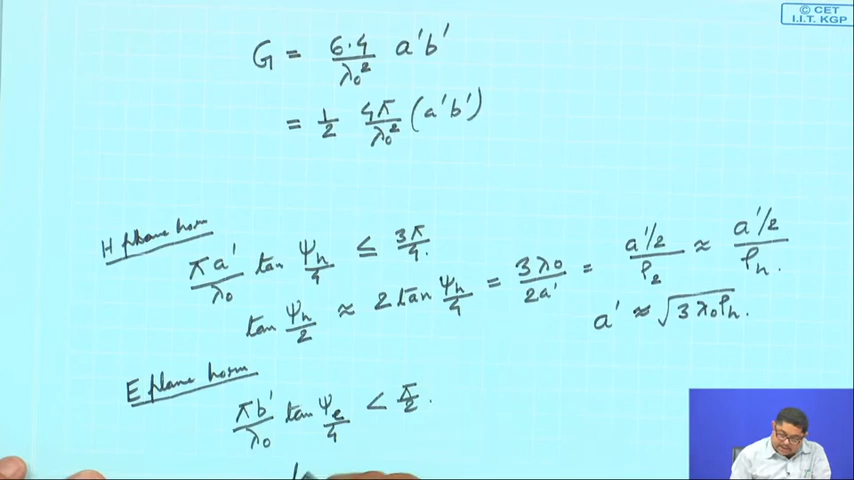 © CET
I.I.T. KGP
G = 6.4/λ₀² a'b'
= 1/2 4π/λ₀² (a'b')
H plane horn
πa'/λ₀ tan ψₕ/4 ≤ 3π/4.
tan ψₕ/2 ≈ 2 tan ψₕ/4 = 3λ₀/2a' = a'/2/ρ₂ ≈ a'/2/ρₕ.
a' ≈ √3λ₀ρₕ.
E plane horn
πb'/λ₀ tan ψₑ/4 < π/2.